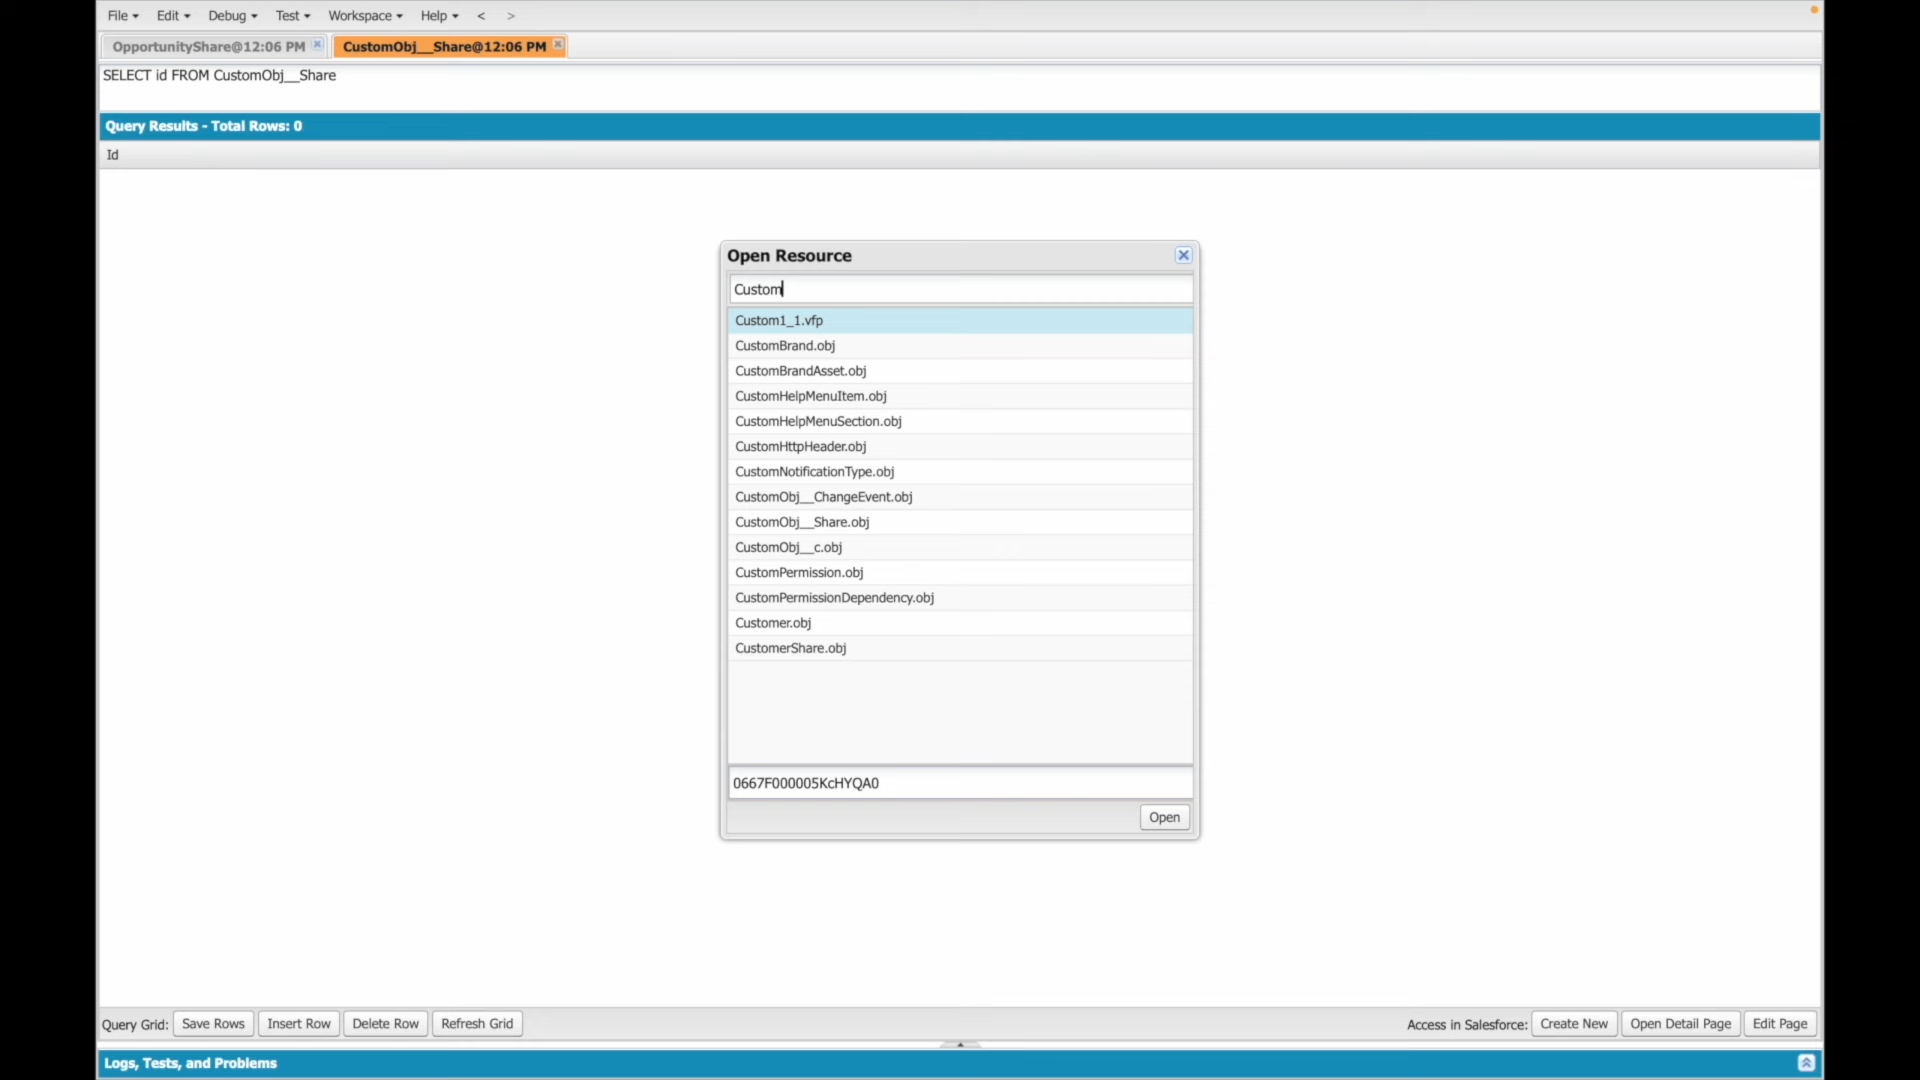 File Edit Debug Test Workspace Help < >
OpportunityShare@12:06 PM CustomObj__Share@12:06 PM
SELECT id FROM CustomObj__Share
Query Results - Total Rows: 0
Id
Open Resource
Custom
Custom1_1.vfp
CustomBrand.obj
CustomBrandAsset.obj
CustomHelpMenuItem.obj
CustomHelpMenuSection.obj
CustomHttpHeader.obj
CustomNotificationType.obj
CustomObj__ChangeEvent.obj
CustomObj__Share.obj
CustomObj__c.obj
CustomPermission.obj
CustomPermissionDependency.obj
Customer.obj
CustomerShare.obj
0667F000005KcHYQA0
Open
Query Grid: Save Rows Insert Row Delete Row Refresh Grid Access in Salesforce: Create New Open Detail Page Edit Page
Logs, Tests, and Problems